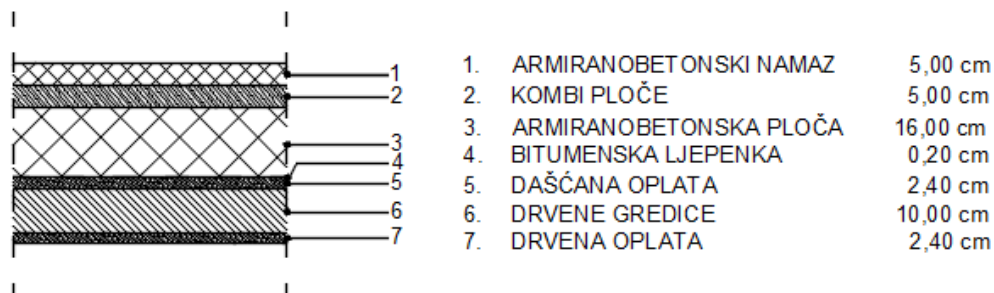 1
2
3
4
5
6
7
1. ARMIRANOBETONSKI NAMAZ 5,00 cm
2. KOMBI PLOČE 5,00 cm
3. ARMIRANOBETONSKA PLOČA 16,00 cm
4. BITUMENSKA LJEPENKA 0,20 cm
5. DAŠĆANA OPLATA 2,40 cm
6. DRVENE GREDICE 10,00 cm
7. DRVENA OPLATA 2,40 cm